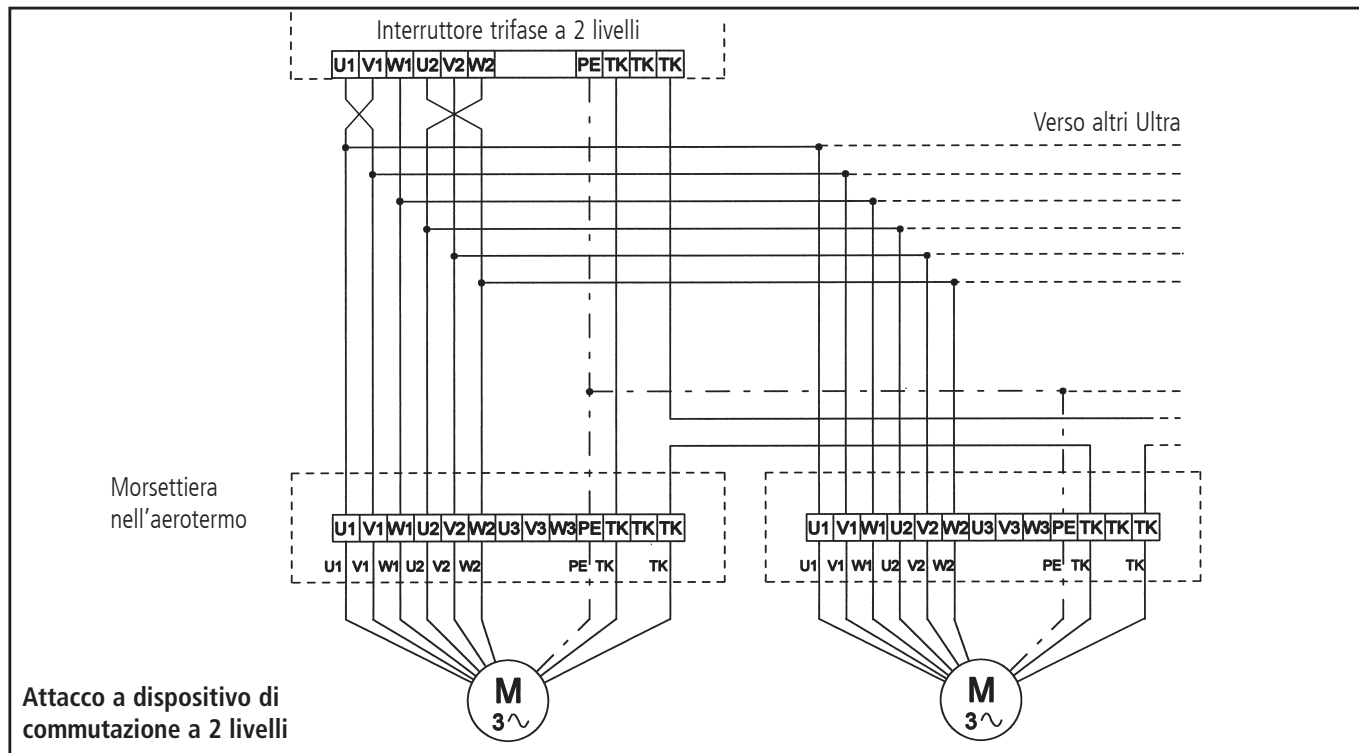 Interruttore trifase a 2 livelli
U1 V1 W1 U2 V2 W2 PE TK TK TK
Verso altri Ultra
Morsettiera
nell'aerotermo
U1 V1 W1 U2 V2 W2 U3 V3 W3 PE TK TK TK
U1 V1 W1 U2 V2 W2 PE TK TK
U1 V1 W1 U2 V2 W2 U3 V3 W3 PE TK TK TK
U1 V1 W1 U2 V2 W2 PE TK TK
M
3~
M
3~
Attacco a dispositivo di
commutazione a 2 livelli